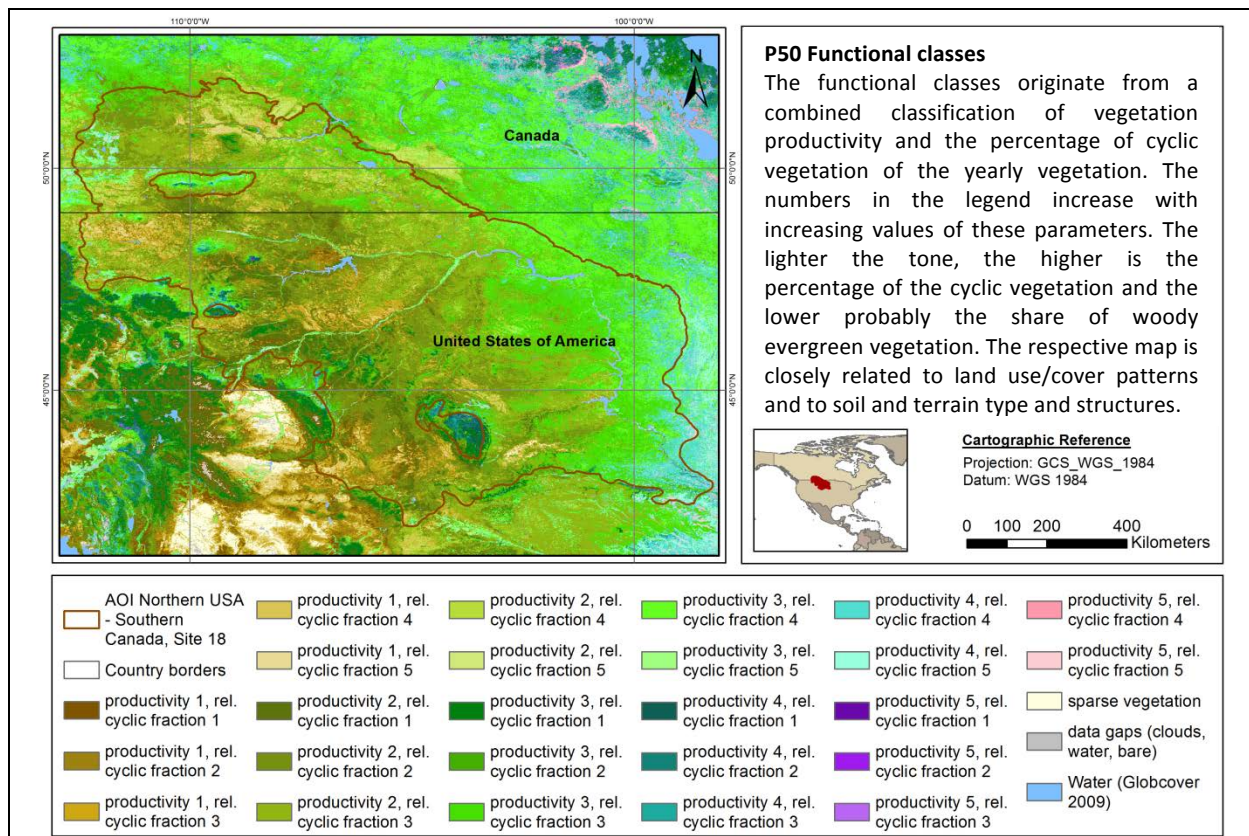 110°0'0"W
100°0'0"W
N
Canada
50°0'0"N
50°0'0"N
United States of America
45°0'0"N
45°0'0"N
P50 Functional classes
The functional classes originate from a
combined classification of vegetation
productivity and the percentage of cyclic
vegetation of the yearly vegetation. The
numbers in the legend increase with
increasing values of these parameters. The
lighter the tone, the higher is the
percentage of the cyclic vegetation and the
lower probably the share of woody
evergreen vegetation. The respective map is
closely related to land use/cover patterns
and to soil and terrain type and structures.
Cartographic Reference
Projection: GCS_WGS_1984
Datum: WGS 1984
0 100 200 400
Kilometers
AOI Northern USA
- Southern
Canada, Site 18
Country borders
productivity 1, rel.
cyclic fraction 1
productivity 1, rel.
cyclic fraction 2
productivity 1, rel.
cyclic fraction 3
productivity 1, rel.
cyclic fraction 4
productivity 1, rel.
cyclic fraction 5
productivity 2, rel.
cyclic fraction 1
productivity 2, rel.
cyclic fraction 2
productivity 2, rel.
cyclic fraction 3
productivity 2, rel.
cyclic fraction 4
productivity 2, rel.
cyclic fraction 5
productivity 3, rel.
cyclic fraction 1
productivity 3, rel.
cyclic fraction 2
productivity 3, rel.
cyclic fraction 3
productivity 3, rel.
cyclic fraction 4
productivity 3, rel.
cyclic fraction 5
productivity 4, rel.
cyclic fraction 1
productivity 4, rel.
cyclic fraction 2
productivity 4, rel.
cyclic fraction 3
productivity 4, rel.
cyclic fraction 4
productivity 4, rel.
cyclic fraction 5
productivity 5, rel.
cyclic fraction 1
productivity 5, rel.
cyclic fraction 2
productivity 5, rel.
cyclic fraction 3
productivity 5, rel.
cyclic fraction 4
productivity 5, rel.
cyclic fraction 5
sparse vegetation
data gaps (clouds,
water, bare)
Water (Globcover
2009)